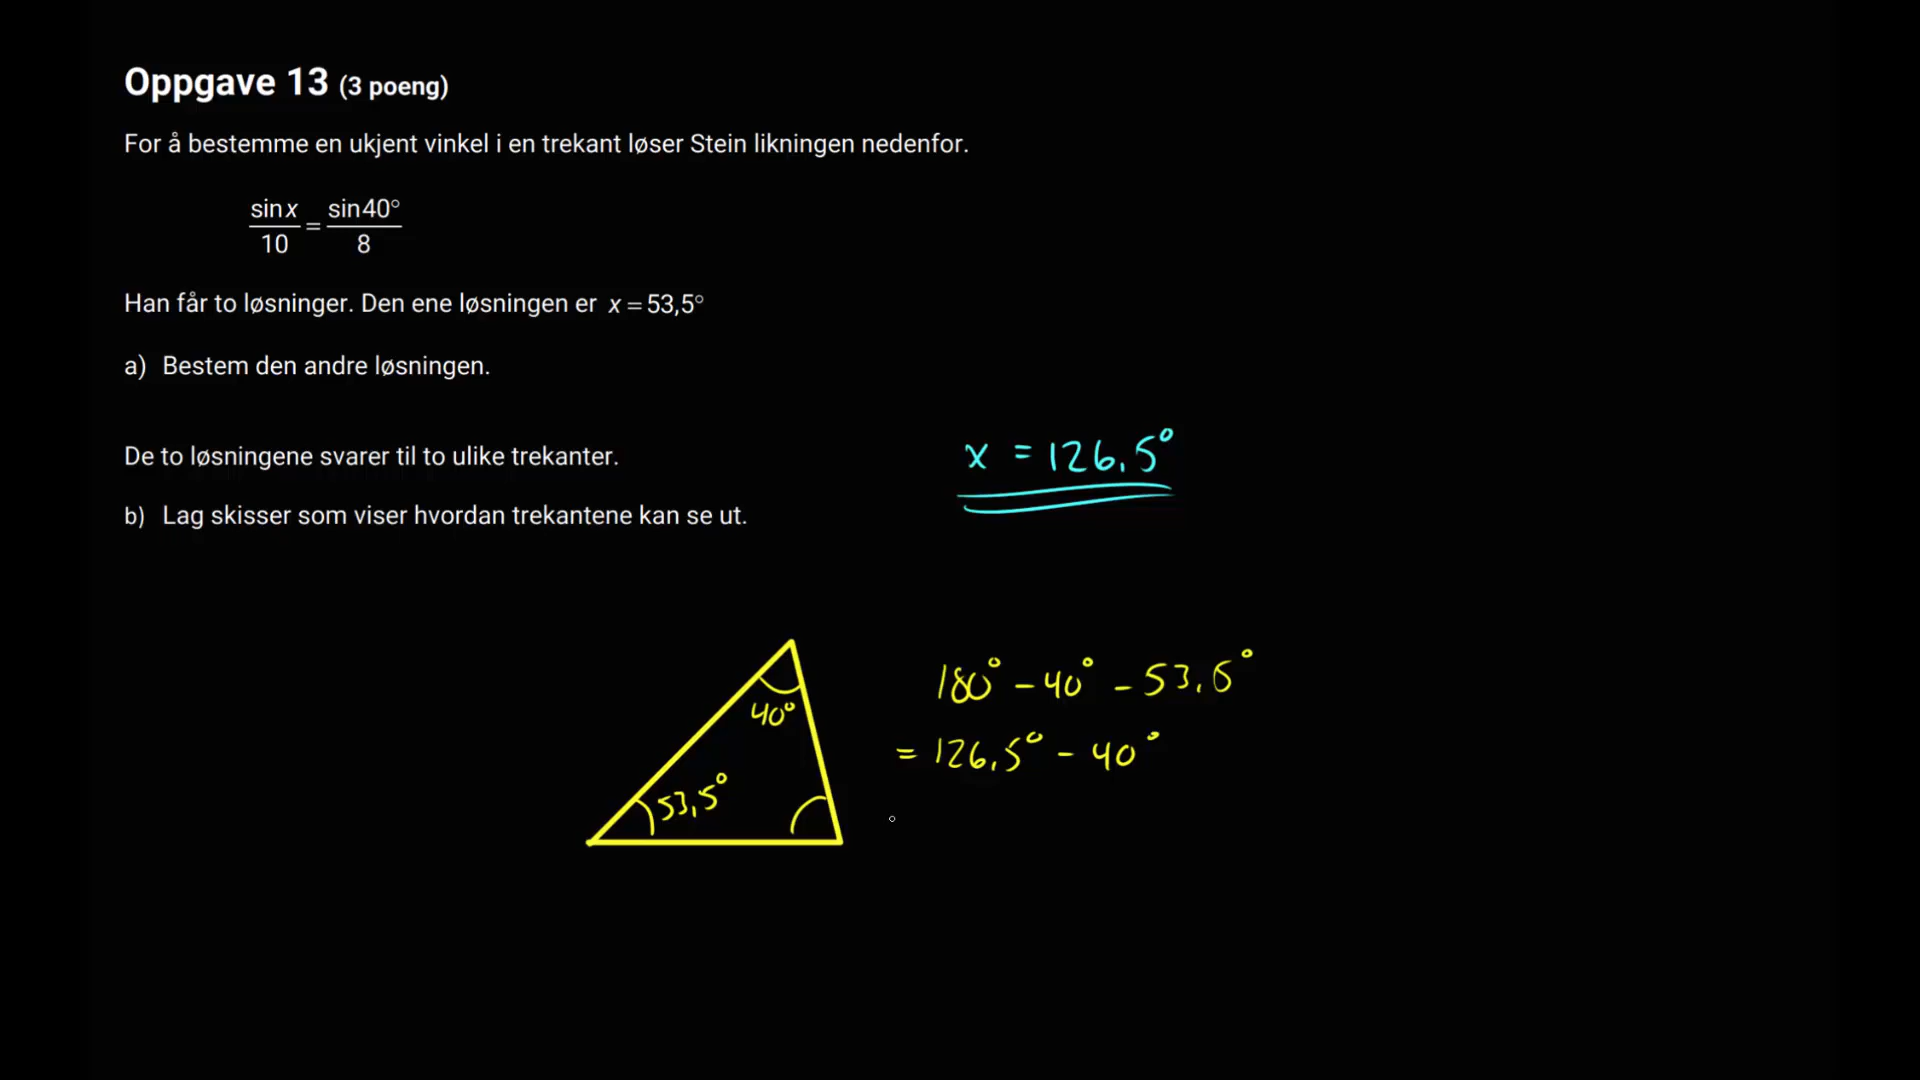 Oppgave 13 (3 poeng)
For å bestemme en ukjent vinkel i en trekant løser Stein likningen nedenfor.
sin x / 10 = sin 40° / 8
Han får to løsninger. Den ene løsningen er x = 53,5°
a) Bestem den andre løsningen.
De to løsningene svarer til to ulike trekanter.
x = 126,5°
b) Lag skisser som viser hvordan trekantene kan se ut.
180° - 40° - 53,5°
40°
= 126,5° - 40°
53,5°